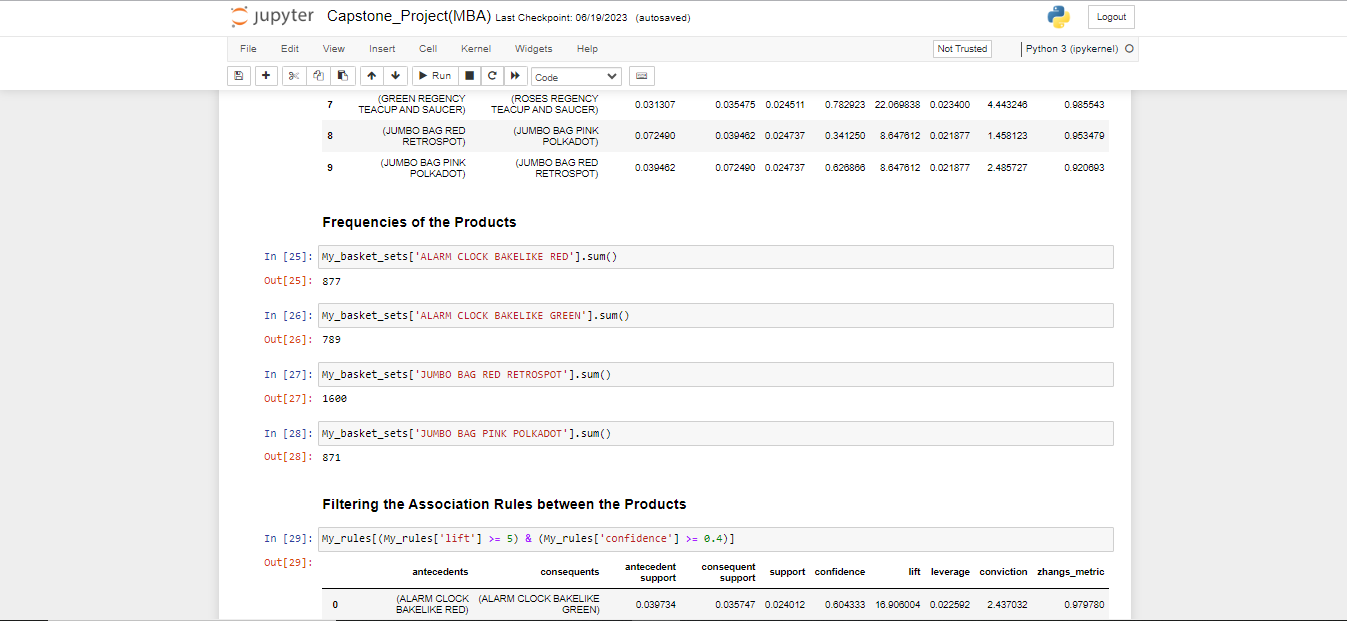 jupyter Capstone_Project(MBA) Last Checkpoint: 06/19/2023 (autosaved)
Logout
File Edit View Insert Cell Kernel Widgets Help
Not Trusted
Python 3 (ipykernel)
Run
Code
7 (GREEN REGENCY TEACUP AND SAUCER) (ROSES REGENCY TEACUP AND SAUCER) 0.031307 0.035475 0.024511 0.782923 22.069838 0.023400 4.443246 0.985543
8 (JUMBO BAG RED RETROSPOT) (JUMBO BAG PINK POLKADOT) 0.072490 0.039462 0.024737 0.341250 8.647612 0.021877 1.458123 0.953479
9 (JUMBO BAG PINK POLKADOT) (JUMBO BAG RED RETROSPOT) 0.039462 0.072490 0.024737 0.626866 8.647612 0.021877 2.485727 0.920693
Frequencies of the Products
In [25]: My_basket_sets['ALARM CLOCK BAKELIKE RED'].sum()
Out[25]: 877
In [26]: My_basket_sets['ALARM CLOCK BAKELIKE GREEN'].sum()
Out[26]: 789
In [27]: My_basket_sets['JUMBO BAG RED RETROSPOT'].sum()
Out[27]: 1600
In [28]: My_basket_sets['JUMBO BAG PINK POLKADOT'].sum()
Out[28]: 871
Filtering the Association Rules between the Products
In [29]: My_rules[(My_rules['lift'] >= 5) & (My_rules['confidence'] >= 0.4)]
Out[29]:
antecedents consequents antecedent support consequent support support confidence lift leverage conviction zhangs_metric
0 (ALARM CLOCK BAKELIKE RED) (ALARM CLOCK BAKELIKE GREEN) 0.039734 0.035747 0.024012 0.604333 16.906004 0.022592 2.437032 0.979780